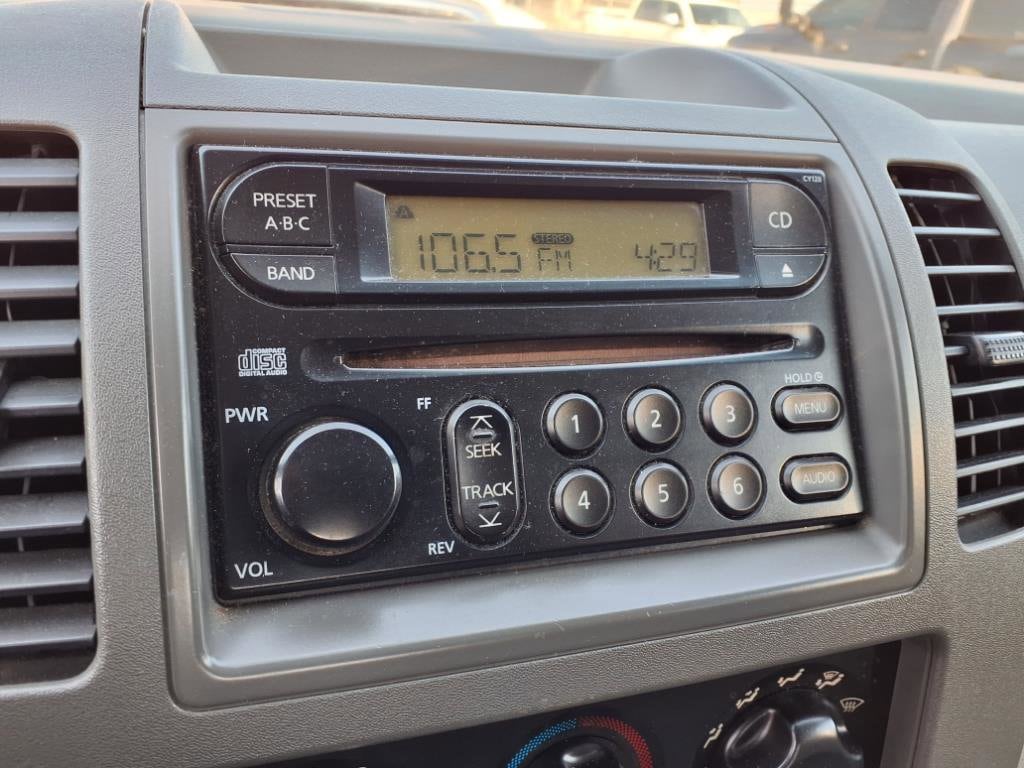 CY12B
PRESET
A·B·C
BAND
A
106.5
STEREO
FM
4:29
CD
COMPACT
disc
DIGITAL AUDIO
PWR
VOL
FF
SEEK
TRACK
REV
1
2
3
4
5
6
HOLD
MENU
AUDIO